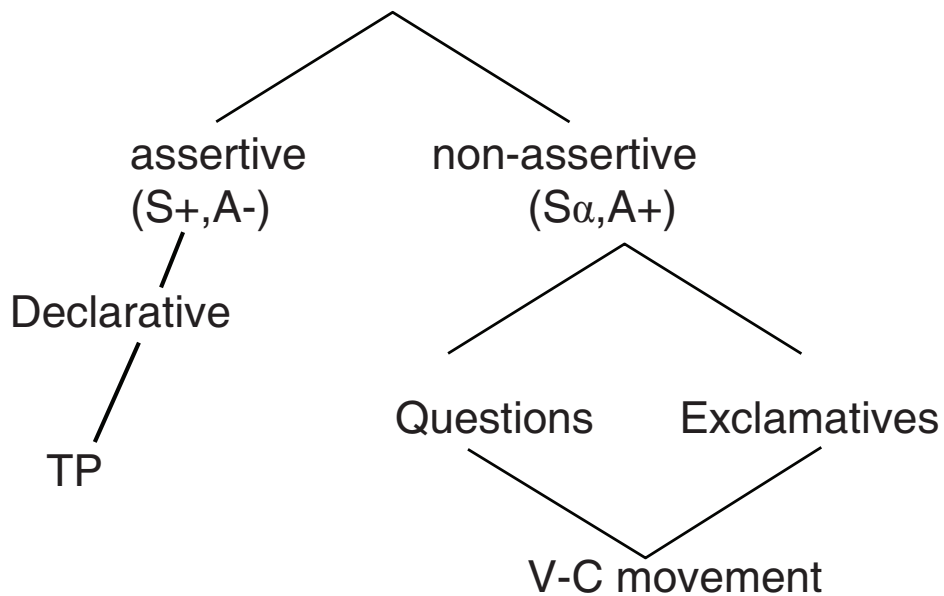 assertive non-assertive
(S+,A-) (Sα,A+)
Declarative
Questions Exclamatives
TP
V-C movement